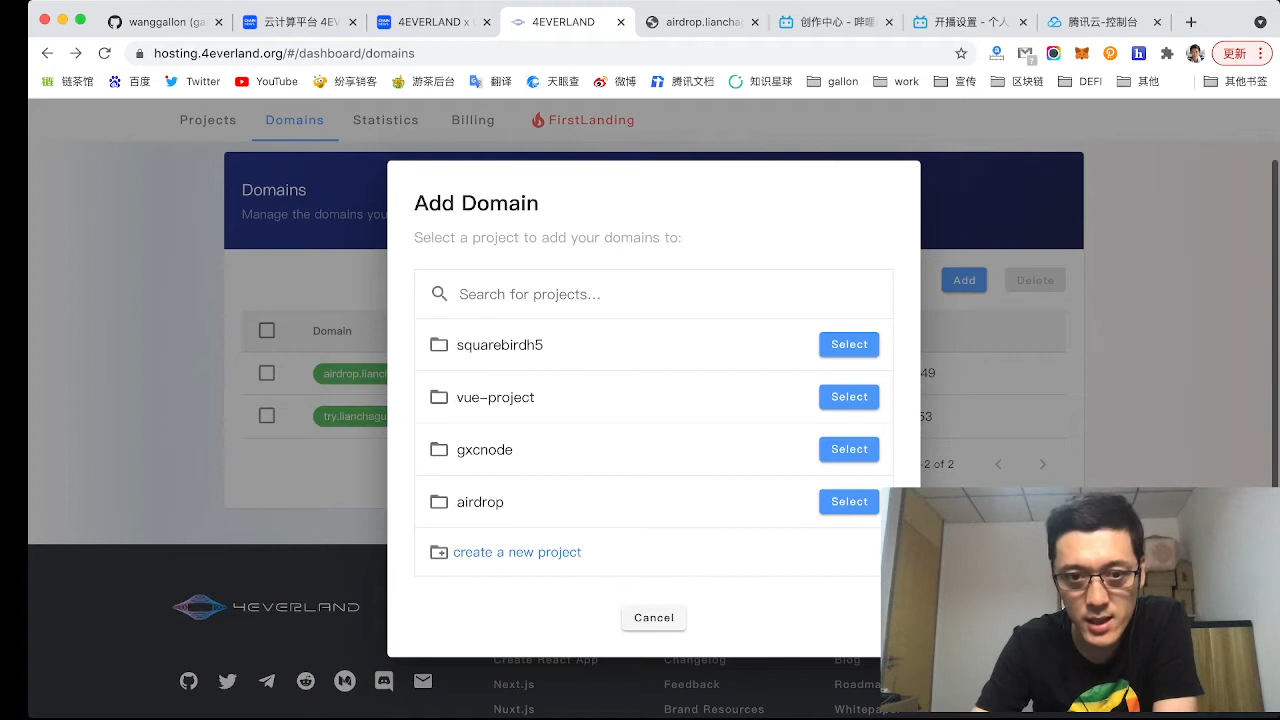 wanggallon (ga
云计算平台 4EV
4EVERLAND x
4EVERLAND
airdrop.liancha
创作中心 - 哔哩
开播设置 - 个人
腾讯云-控制台
hosting.4everland.org/#/dashboard/domains
更新
链茶馆
百度
Twitter
YouTube
纷享销客
游茶后台
翻译
天眼查
微博
腾讯文档
知识星球
gallon
work
宣传
区块链
DEFI
其他
其他书签
Projects
Domains
Statistics
Billing
FirstLanding
Domains
Manage the domains you
Add
Delete
Domain
airdrop.lianch
49
try.lianchagu
53
-2 of 2
Add Domain
Select a project to add your domains to:
Search for projects...
squarebirdh5
Select
vue-project
Select
gxcnode
Select
airdrop
Select
create a new project
Cancel
4EVERLAND
Create React App
Changelog
Blog
Next.js
Feedback
Roadma
Nuxt.js
Brand Resources
Whitepap